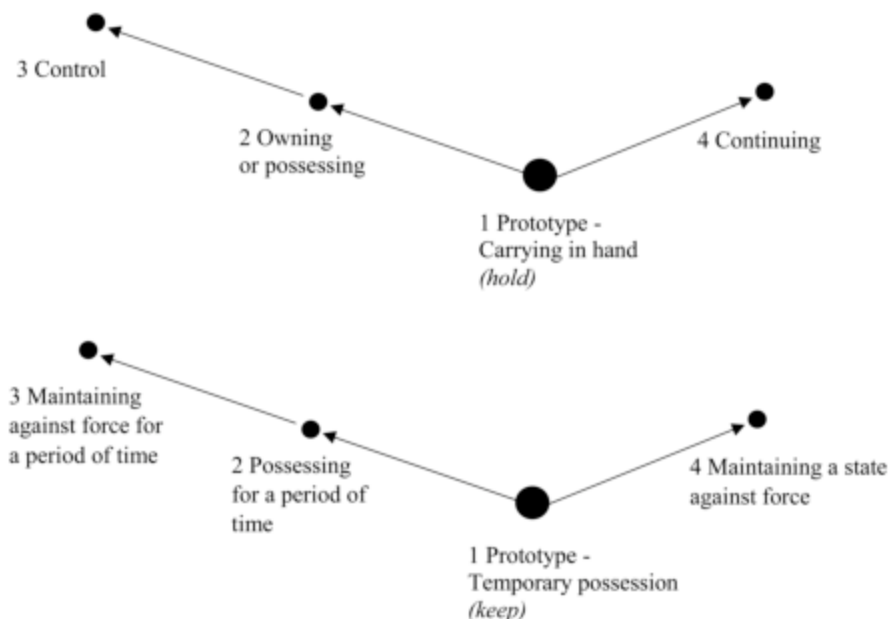 3 Control
2 Owning
or possessing
4 Continuing
1 Prototype -
Carrying in hand
(hold)
3 Maintaining
against force for
a period of time
2 Possessing
for a period of
time
4 Maintaining a state
against force
1 Prototype -
Temporary possession
(keep)